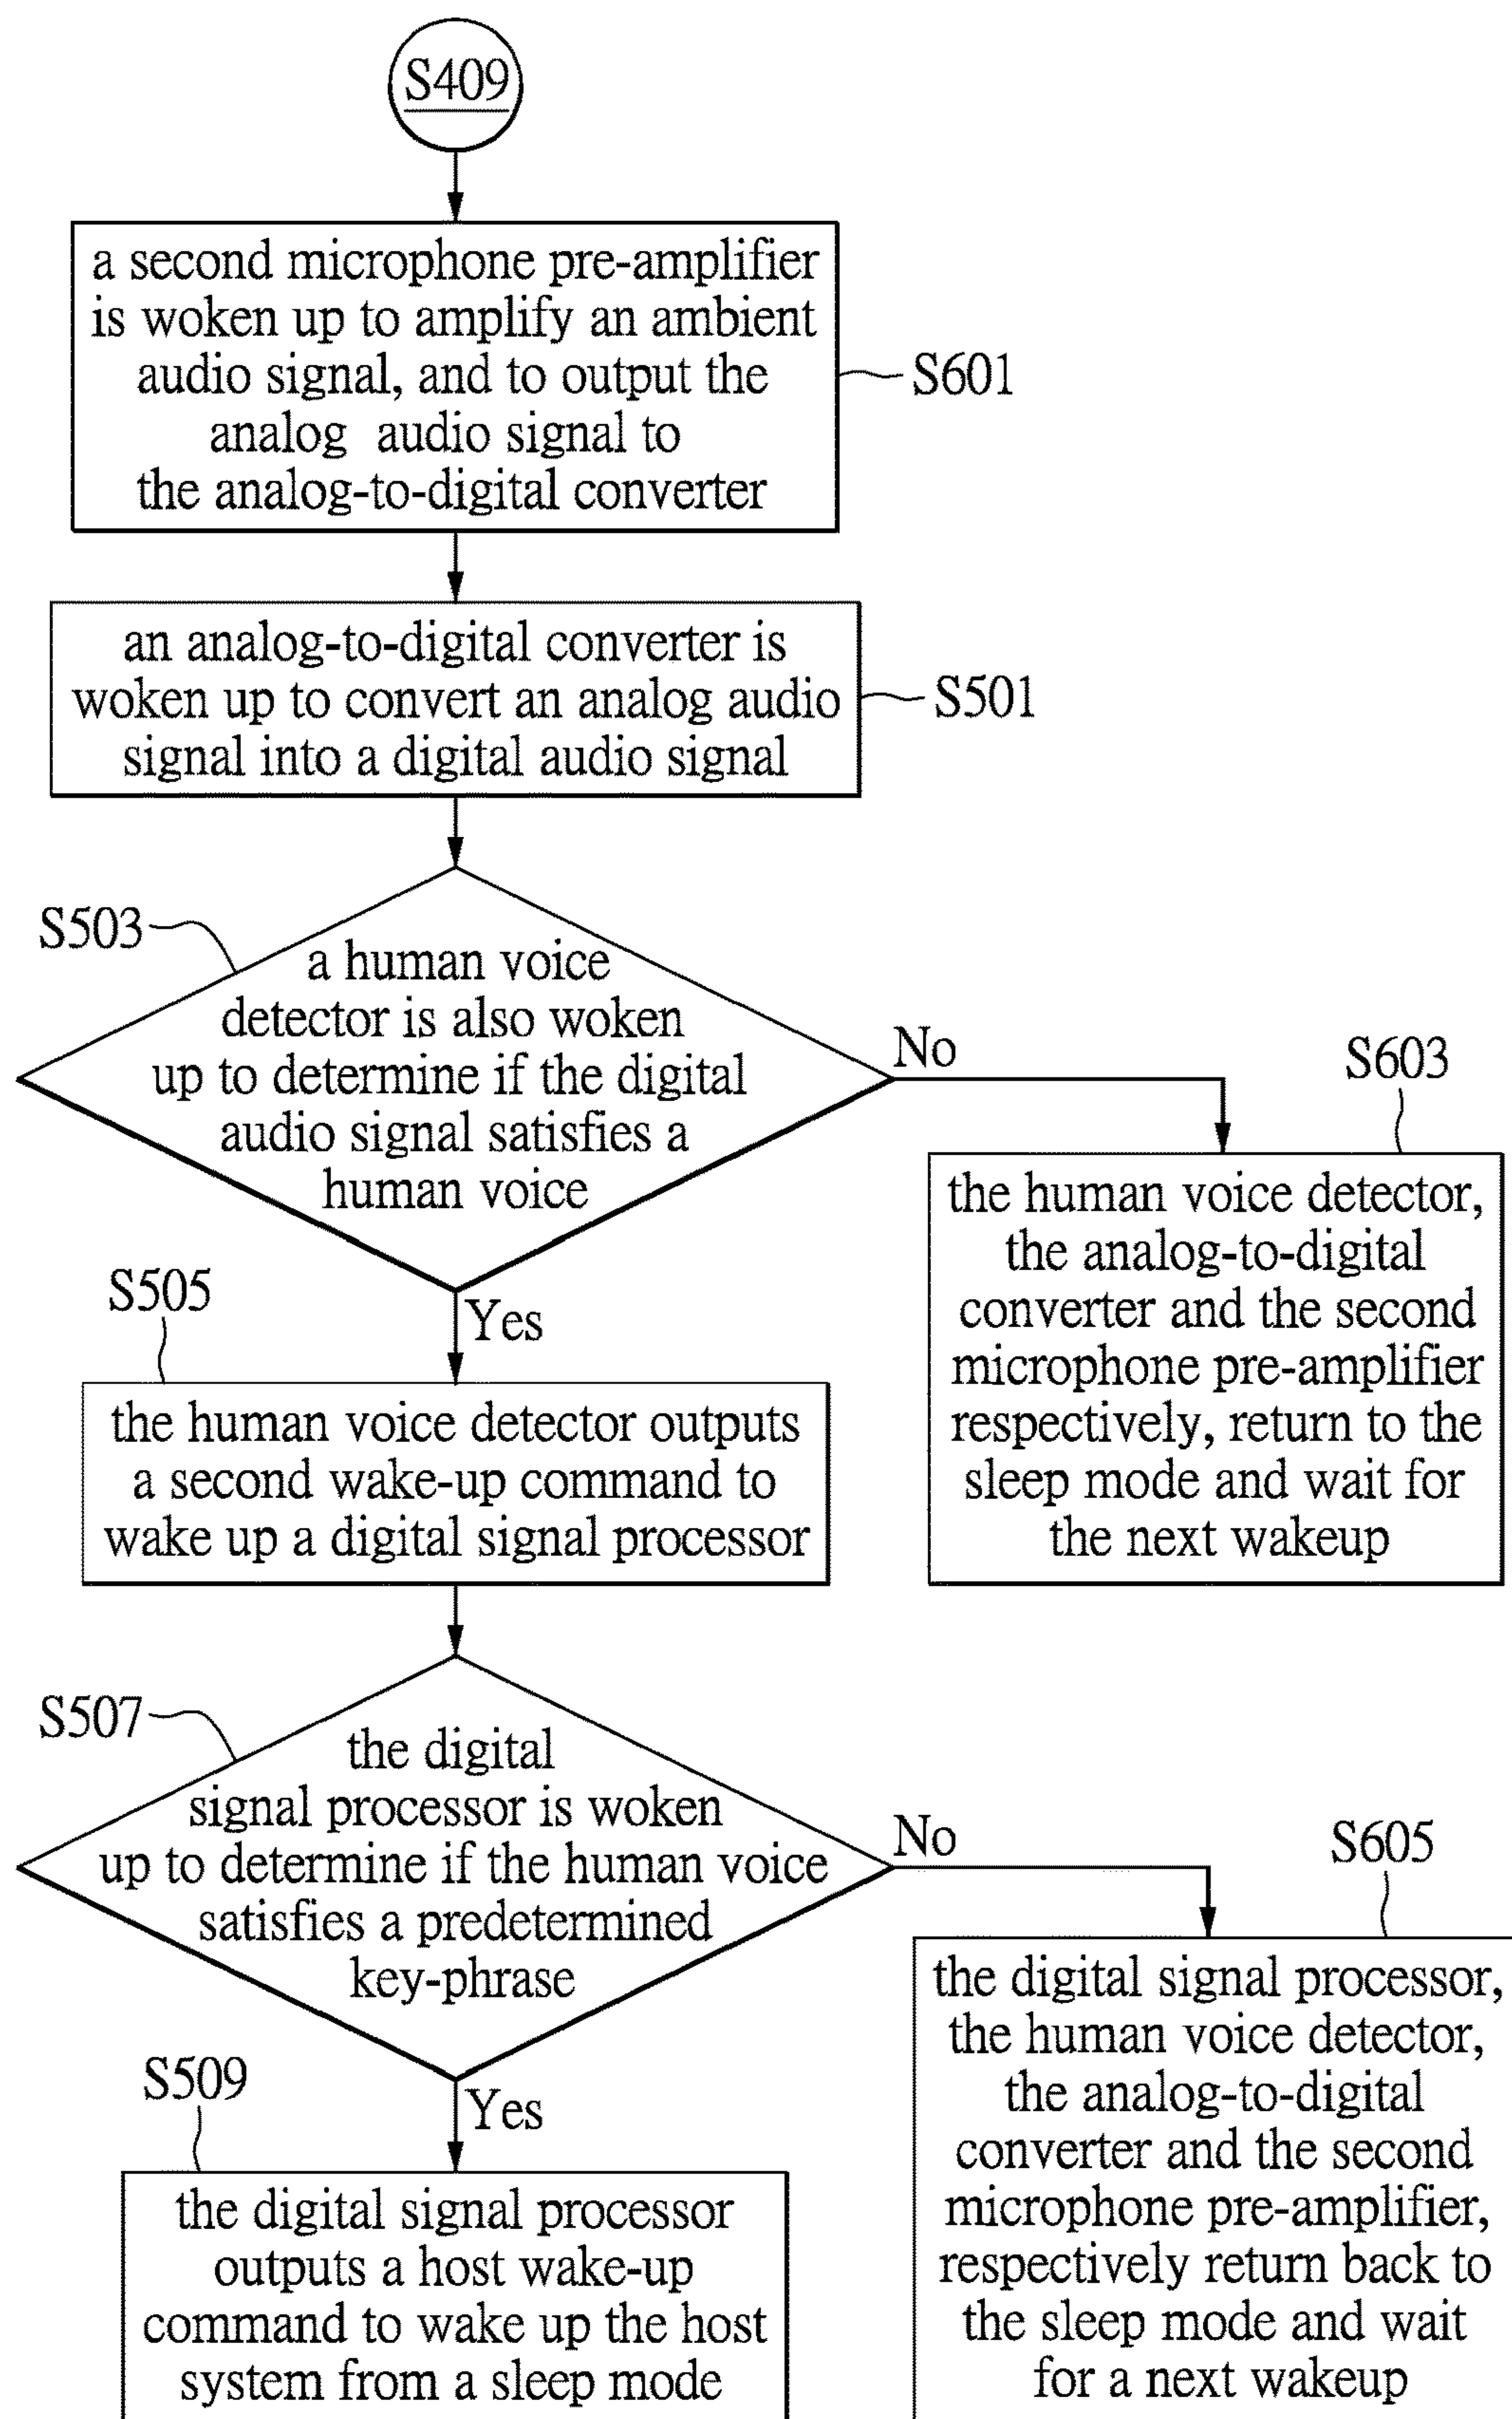 S409
a second microphone pre-amplifier
is woken up to amplify an ambient
audio signal, and to output the
analog audio signal to
the analog-to-digital converter
S601
an analog-to-digital converter is
woken up to convert an analog audio
signal into a digital audio signal
S501
S503
a human voice
detector is also woken
up to determine if the digital
audio signal satisfies a
human voice
No
S603
the human voice detector,
the analog-to-digital
converter and the second
microphone pre-amplifier
respectively, return to the
sleep mode and wait for
the next wakeup
Yes
S505
the human voice detector outputs
a second wake-up command to
wake up a digital signal processor
S507
the digital
signal processor is woken
up to determine if the human voice
satisfies a predetermined
key-phrase
No
S605
the digital signal processor,
the human voice detector,
the analog-to-digital
converter and the second
microphone pre-amplifier,
respectively return back to
the sleep mode and wait
for a next wakeup
Yes
S509
the digital signal processor
outputs a host wake-up
command to wake up the host
system from a sleep mode